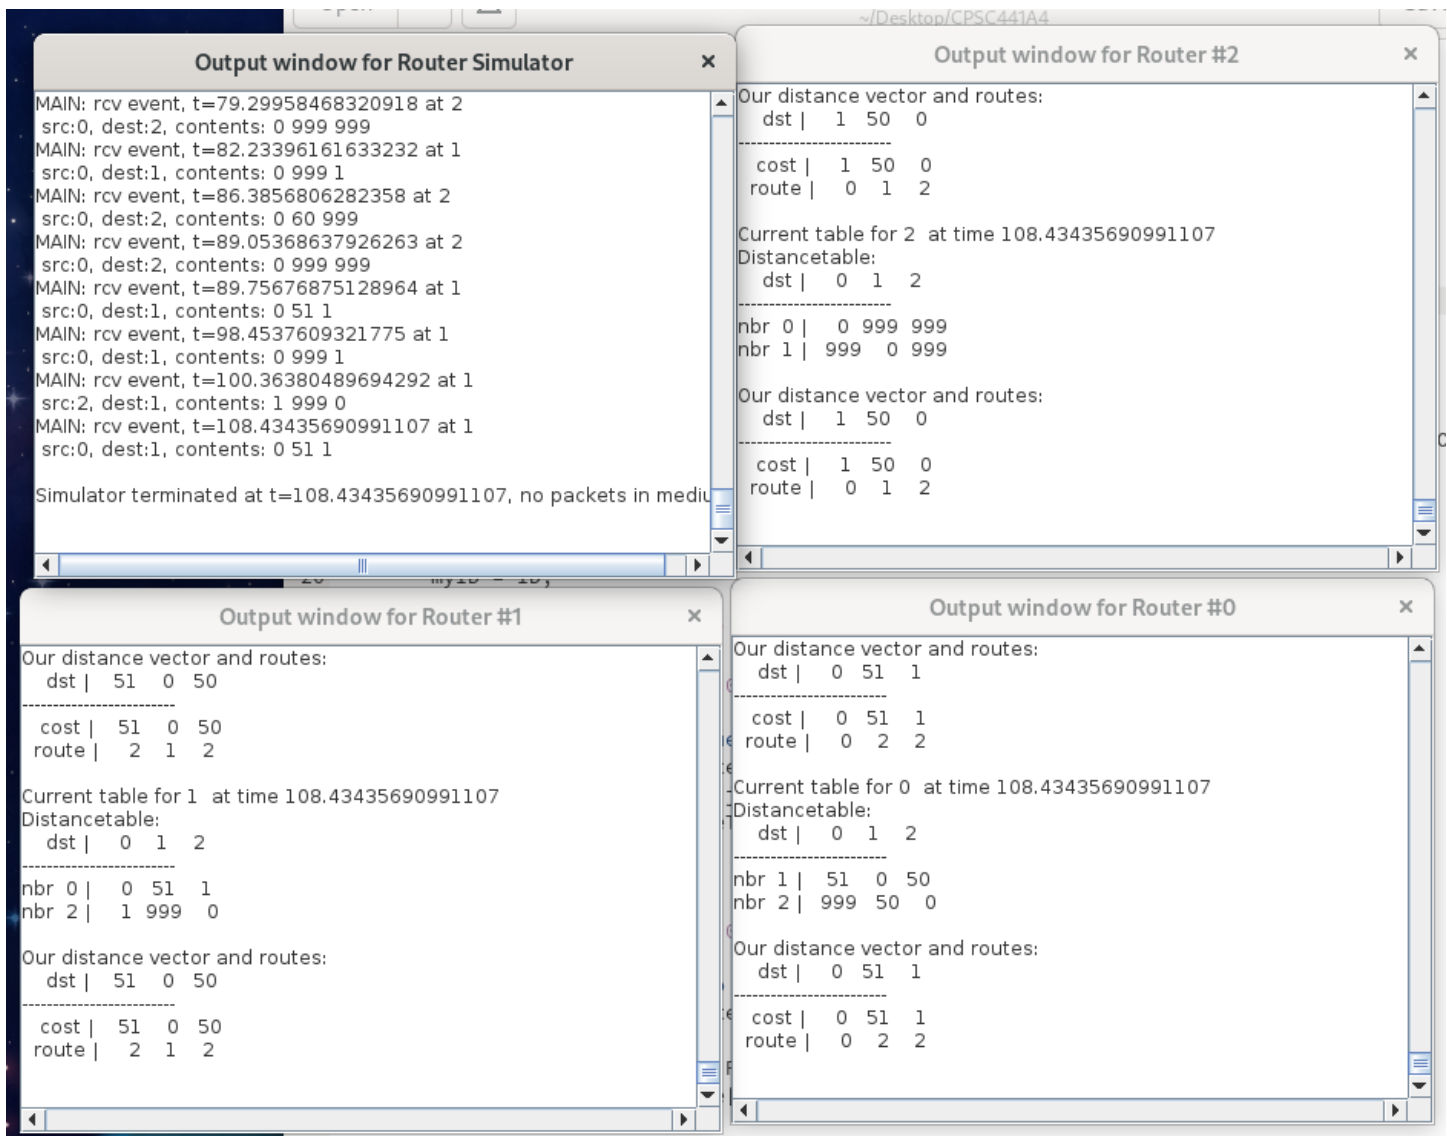 Open
~/Desktop/CPSC441A4
Output window for Router Simulator
MAIN: rcv event, t=79.29958468320918 at 2
src:0, dest:2, contents: 0 999 999
MAIN: rcv event, t=82.23396161633232 at 1
src:0, dest:1, contents: 0 999 1
MAIN: rcv event, t=86.3856806282358 at 2
src:0, dest:2, contents: 0 60 999
MAIN: rcv event, t=89.05368637926263 at 2
src:0, dest:2, contents: 0 999 999
MAIN: rcv event, t=89.75676875128964 at 1
src:0, dest:1, contents: 0 51 1
MAIN: rcv event, t=98.4537609321775 at 1
src:0, dest:1, contents: 0 999 1
MAIN: rcv event, t=100.36380489694292 at 1
src:2, dest:1, contents: 1 999 0
MAIN: rcv event, t=108.43435690991107 at 1
src:0, dest:1, contents: 0 51 1
Simulator terminated at t=108.43435690991107, no packets in mediu
Output window for Router #2
Our distance vector and routes:
dst | 1 50 0
-------------------------
cost | 1 50 0
route | 0 1 2
Current table for 2 at time 108.43435690991107
Distancetable:
dst | 0 1 2
-------------------------
nbr 0 | 0 999 999
nbr 1 | 999 0 999
Our distance vector and routes:
dst | 1 50 0
-------------------------
cost | 1 50 0
route | 0 1 2
20 myID = ID;
Output window for Router #1
Our distance vector and routes:
dst | 51 0 50
-------------------------
cost | 51 0 50
route | 2 1 2
Current table for 1 at time 108.43435690991107
Distancetable:
dst | 0 1 2
-------------------------
nbr 0 | 0 51 1
nbr 2 | 1 999 0
Our distance vector and routes:
dst | 51 0 50
-------------------------
cost | 51 0 50
route | 2 1 2
Output window for Router #0
Our distance vector and routes:
dst | 0 51 1
-------------------------
cost | 0 51 1
route | 0 2 2
Current table for 0 at time 108.43435690991107
Distancetable:
dst | 0 1 2
-------------------------
nbr 1 | 51 0 50
nbr 2 | 999 50 0
Our distance vector and routes:
dst | 0 51 1
-------------------------
cost | 0 51 1
route | 0 2 2